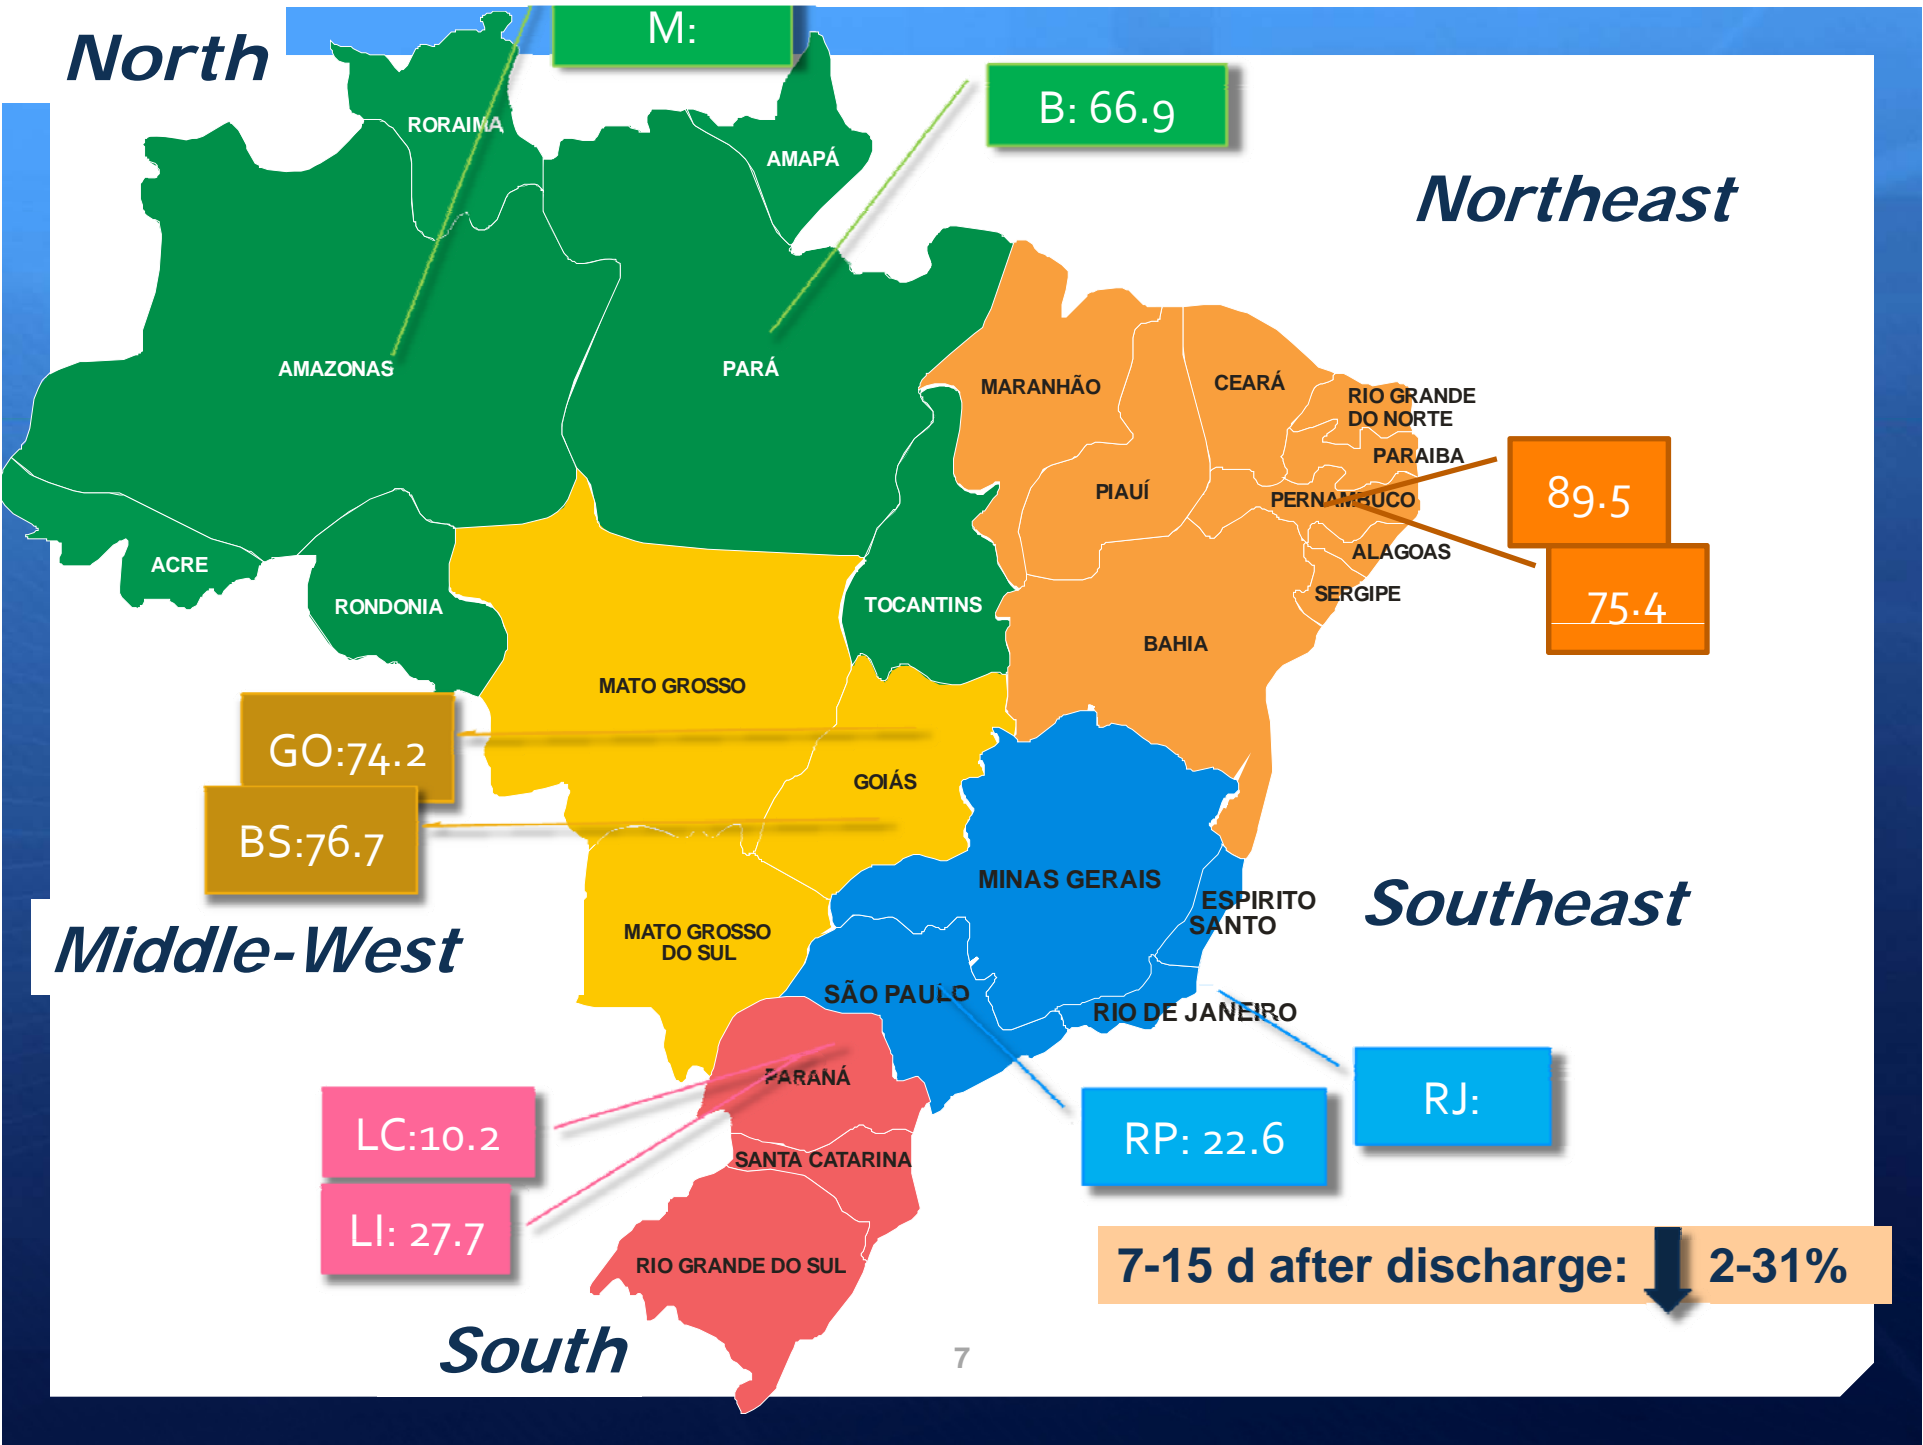 North
M:
B: 66.9
RORAIMA
AMAPÁ
Northeast
AMAZONAS
PARÁ
MARANHÃO
CEARÁ
RIO GRANDE
DO NORTE
PARAIBA
PIAUÍ
PERNAMBUCO
89.5
ALAGOAS
ACRE
SERGIPE
RONDONIA
TOCANTINS
75.4
BAHIA
MATO GROSSO
GO:74.2
GOIÁS
BS:76.7
MINAS GERAIS
ESPIRITO
SANTO
Southeast
Middle-West
MATO GROSSO
DO SUL
SÃO PAULO
RIO DE JANEIRO
PARANÁ
RJ:
LC:10.2
RP: 22.6
SANTA CATARINA
LI: 27.7
RIO GRANDE DO SUL
7-15 d after discharge: 2-31%
South
7